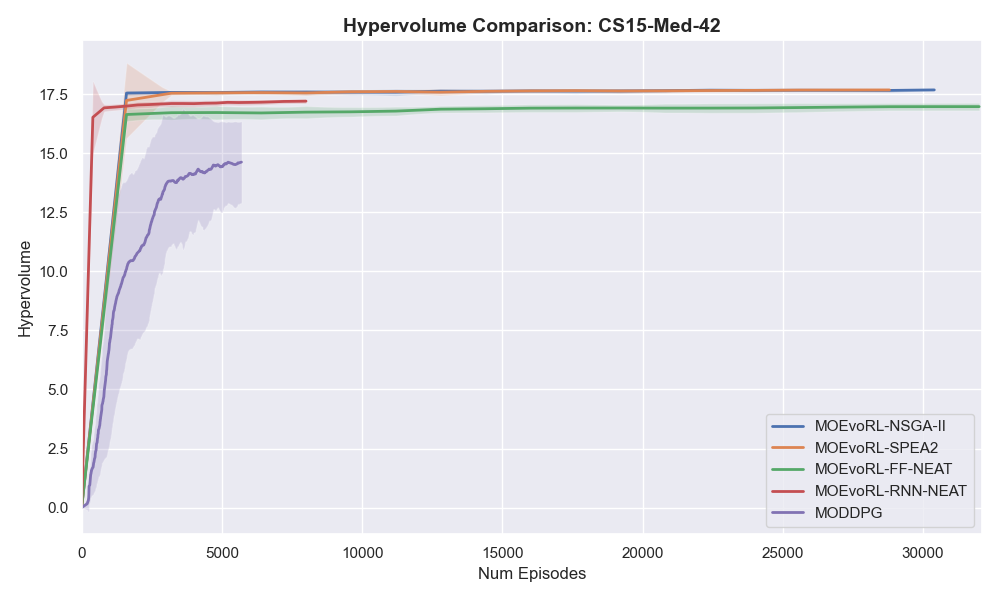 Hypervolume Comparison: CS15-Med-42
Hypervolume
17.5
15.0
12.5
10.0
7.5
5.0
2.5
0.0
0
5000
10000
15000
20000
25000
30000
Num Episodes
MOEvoRL-NSGA-II
MOEvoRL-SPEA2
MOEvoRL-FF-NEAT
MOEvoRL-RNN-NEAT
MODDPG